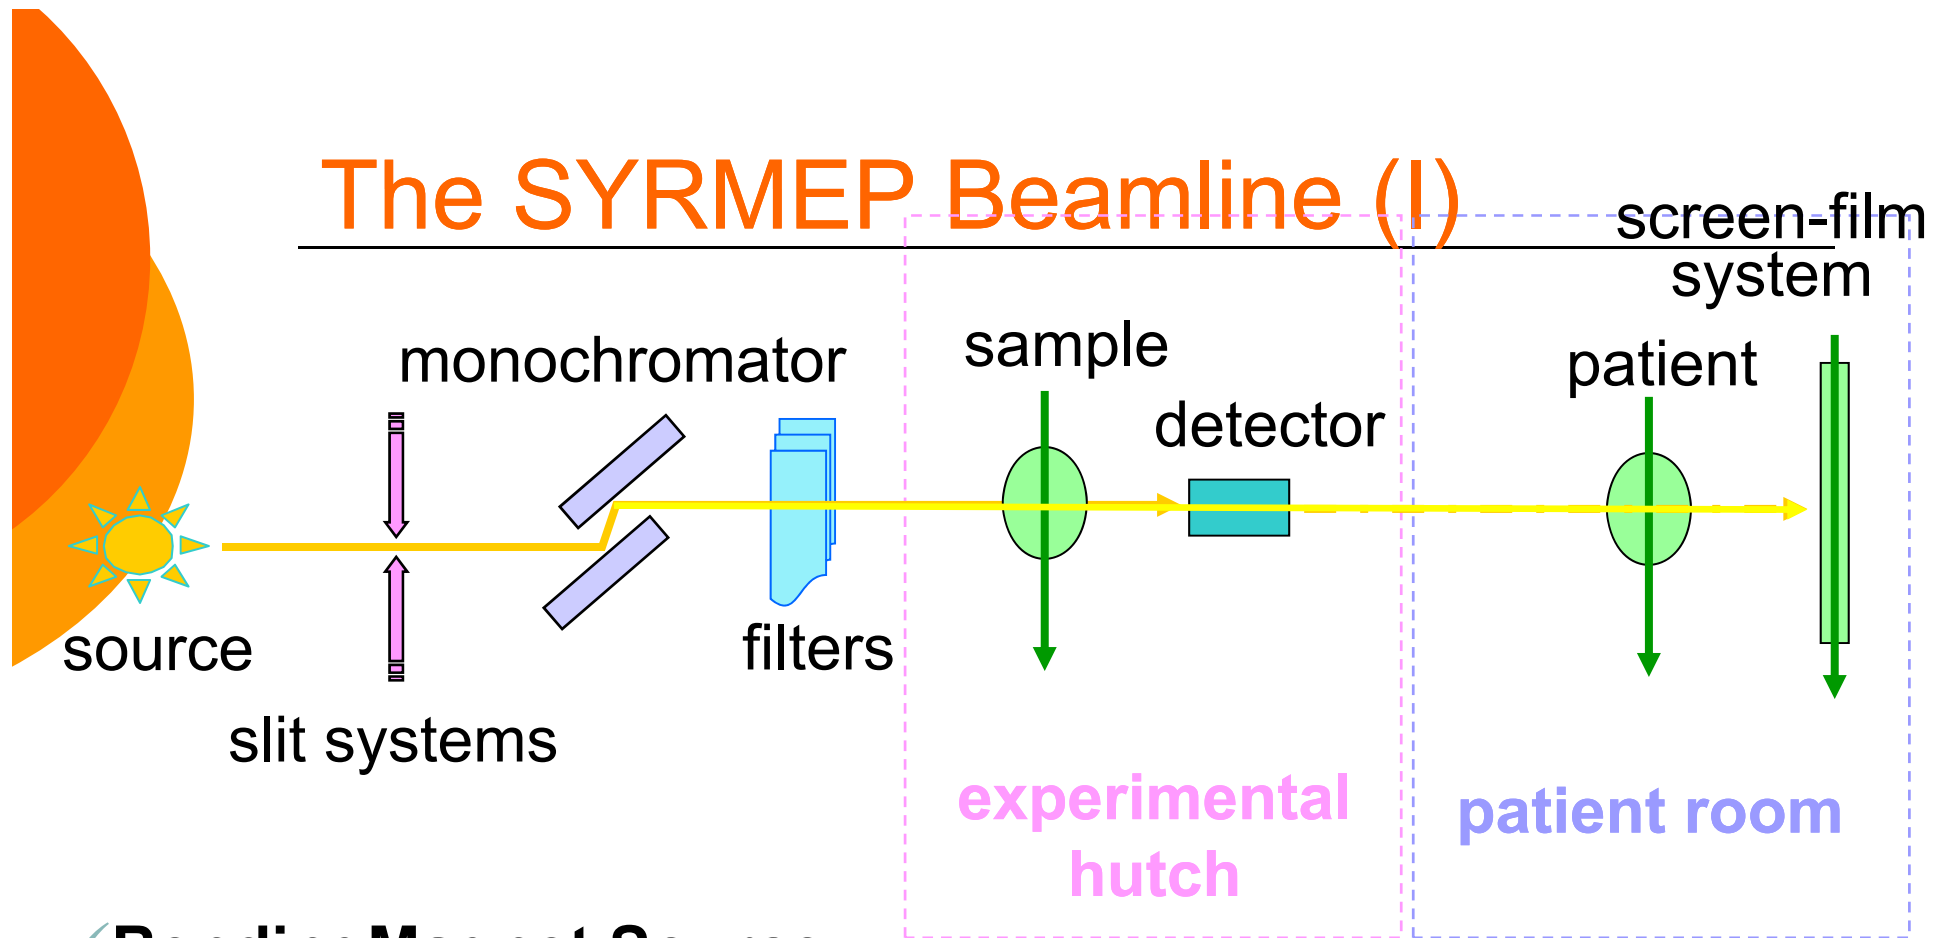 The SYRMEP Beamline (I)
screen-film
system
monochromator
sample
patient
detector
source
filters
slit systems
experimental
hutch
patient room